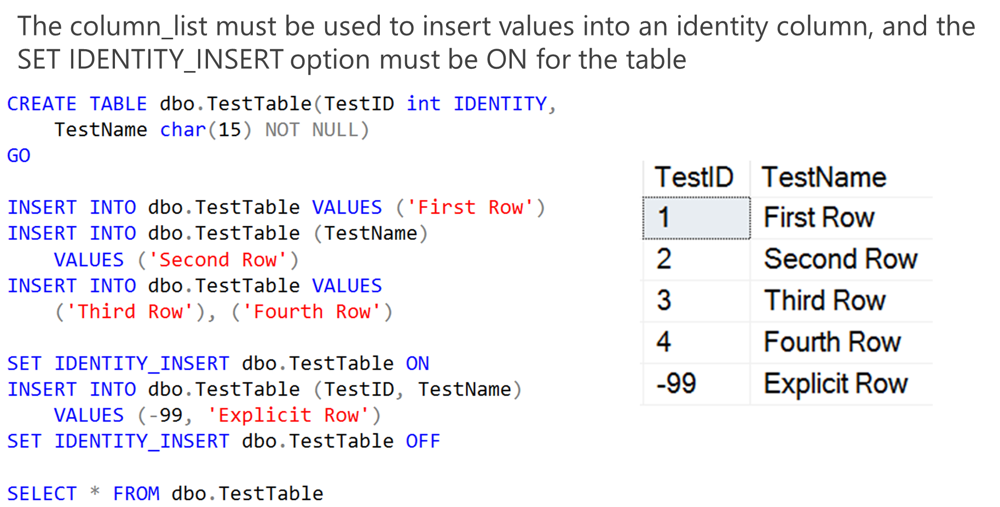 The column_list must be used to insert values into an identity column, and the
SET IDENTITY_INSERT option must be ON for the table
CREATE TABLE dbo.TestTable(TestID int IDENTITY,
    TestName char(15) NOT NULL)
GO
INSERT INTO dbo.TestTable VALUES ('First Row')
INSERT INTO dbo.TestTable (TestName)
    VALUES ('Second Row')
INSERT INTO dbo.TestTable VALUES
    ('Third Row'), ('Fourth Row')
SET IDENTITY_INSERT dbo.TestTable ON
INSERT INTO dbo.TestTable (TestID, TestName)
    VALUES (-99, 'Explicit Row')
SET IDENTITY_INSERT dbo.TestTable OFF
SELECT * FROM dbo.TestTable
TestID TestName
1 First Row
2 Second Row
3 Third Row
4 Fourth Row
-99 Explicit Row